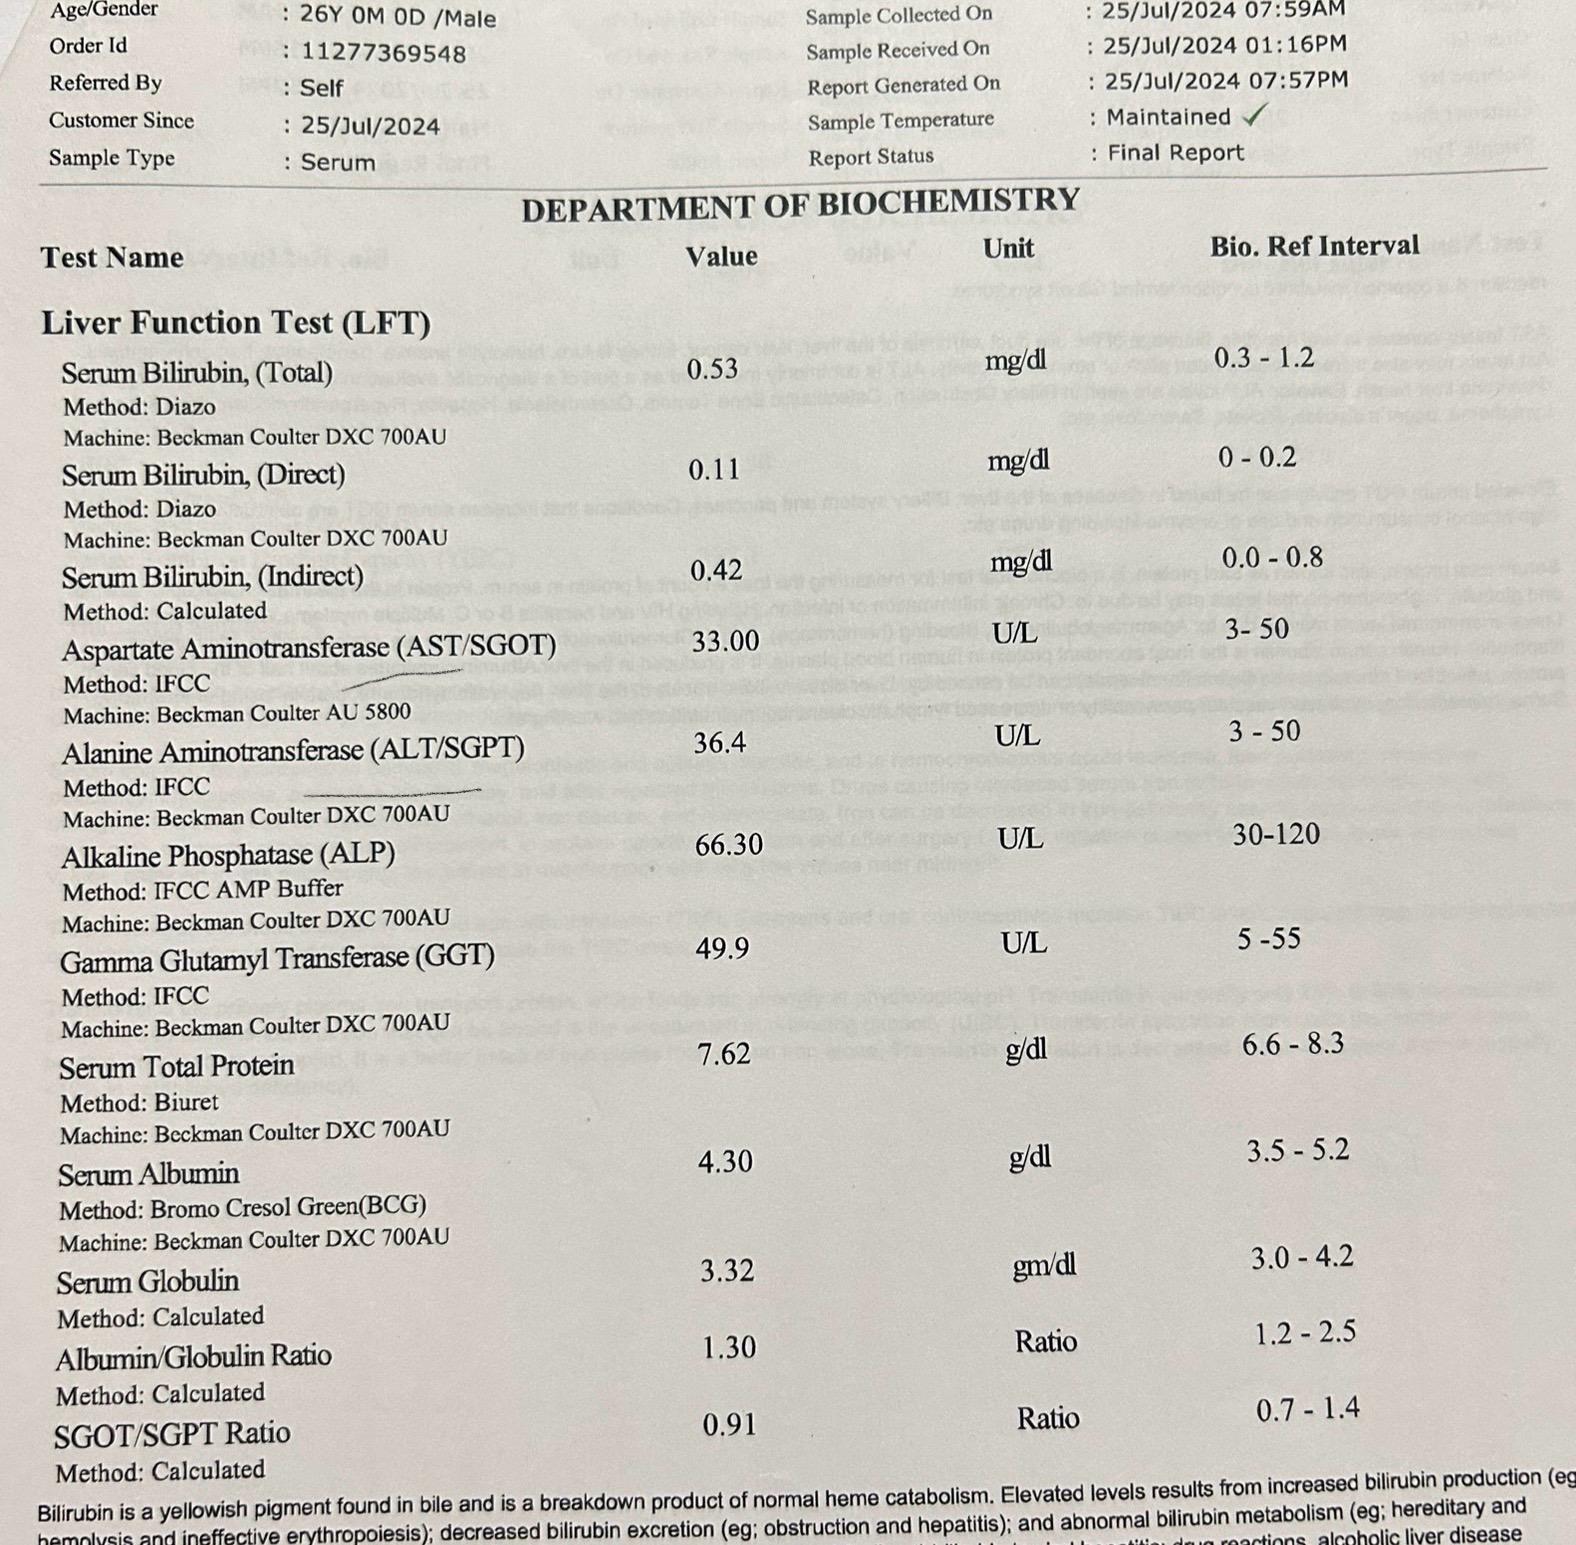 Age/Gender : 26Y 0M 0D /Male Sample Collected On : 25/Jul/2024 07:59AM
Order Id : 11277369548 Sample Received On : 25/Jul/2024 01:16PM
Referred By : Self Report Generated On : 25/Jul/2024 07:57PM
Customer Since : 25/Jul/2024 Sample Temperature : Maintained ✓
Sample Type : Serum Report Status : Final Report
DEPARTMENT OF BIOCHEMISTRY
Test Name Value Unit Bio. Ref Interval
Liver Function Test (LFT)
Serum Bilirubin, (Total) 0.53 mg/dl 0.3 - 1.2
Method: Diazo
Machine: Beckman Coulter DXC 700AU
Serum Bilirubin, (Direct) 0.11 mg/dl 0 - 0.2
Method: Diazo
Machine: Beckman Coulter DXC 700AU
Serum Bilirubin, (Indirect) 0.42 mg/dl 0.0 - 0.8
Method: Calculated
Aspartate Aminotransferase (AST/SGOT) 33.00 U/L 3- 50
Method: IFCC
Machine: Beckman Coulter AU 5800
Alanine Aminotransferase (ALT/SGPT) 36.4 U/L 3 - 50
Method: IFCC
Machine: Beckman Coulter DXC 700AU
Alkaline Phosphatase (ALP) 66.30 U/L 30-120
Method: IFCC AMP Buffer
Machine: Beckman Coulter DXC 700AU
Gamma Glutamyl Transferase (GGT) 49.9 U/L 5 -55
Method: IFCC
Machine: Beckman Coulter DXC 700AU
Serum Total Protein 7.62 g/dl 6.6 - 8.3
Method: Biuret
Machine: Beckman Coulter DXC 700AU
Serum Albumin 4.30 g/dl 3.5 - 5.2
Method: Bromo Cresol Green(BCG)
Machine: Beckman Coulter DXC 700AU
Serum Globulin 3.32 gm/dl 3.0 - 4.2
Method: Calculated
Albumin/Globulin Ratio 1.30 Ratio 1.2 - 2.5
Method: Calculated
SGOT/SGPT Ratio 0.91 Ratio 0.7 - 1.4
Method: Calculated
Bilirubin is a yellowish pigment found in bile and is a breakdown product of normal heme catabolism. Elevated levels results from increased bilirubin production (eg
hemolysis and ineffective erythropoiesis); decreased bilirubin excretion (eg; obstruction and hepatitis); and abnormal bilirubin metabolism (eg; hereditary and
reactions, alcoholic liver disease